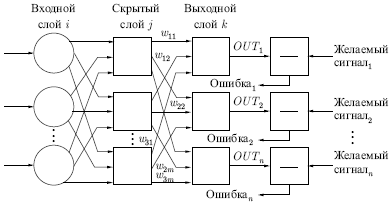 Входной
слой i
Скрытый
слой j
Выходной
слой k
w11
w12
w22
w31
w2m
w3m
OUT1
OUT2
OUTn
Ошибка1
Ошибка2
Ошибкаn
Желаемый
сигнал1
Желаемый
сигнал2
Желаемый
сигналn